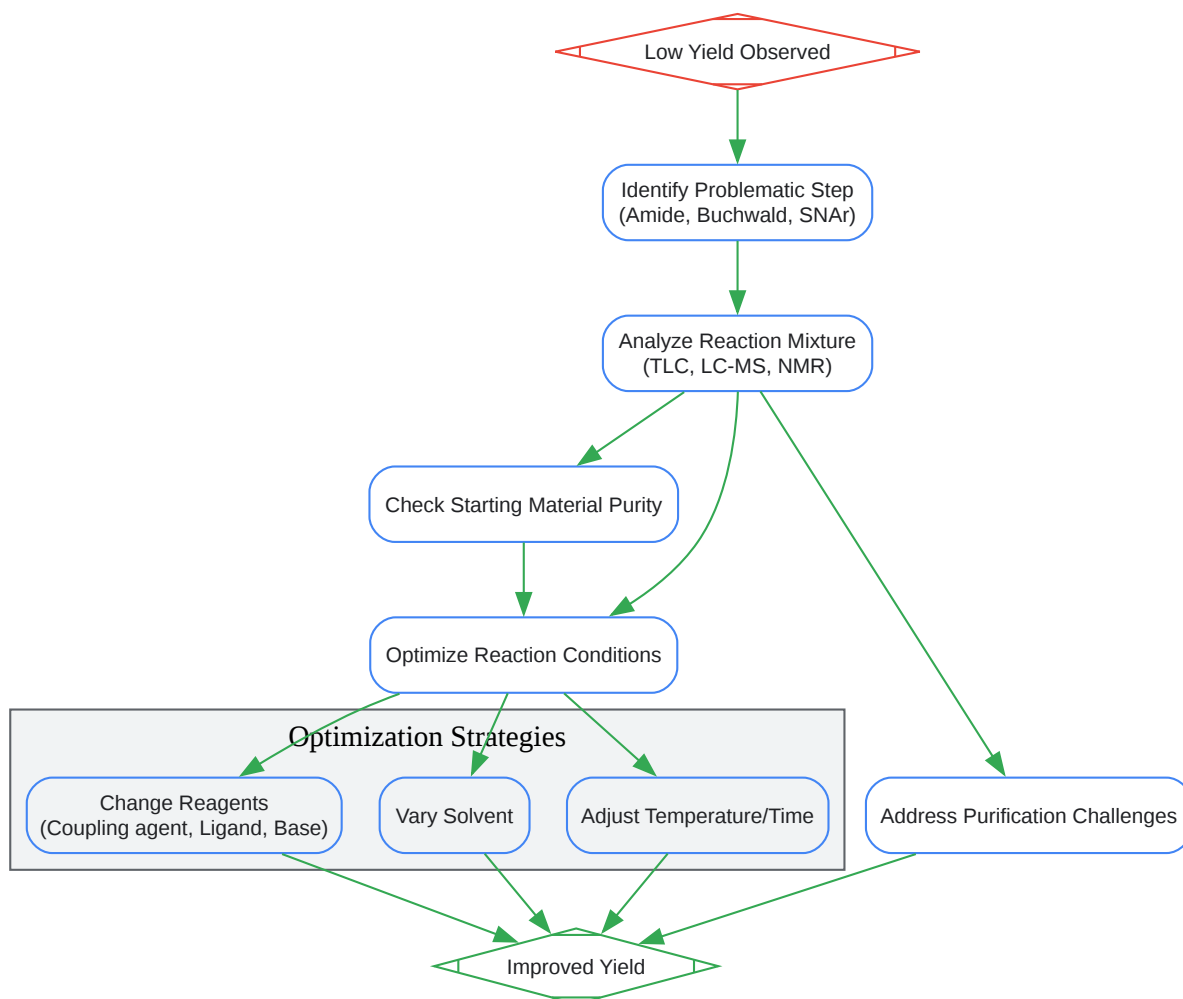 Low Yield Observed
Identify Problematic Step
(Amide, Buchwald, SNAr)
Analyze Reaction Mixture
(TLC, LC-MS, NMR)
Check Starting Material Purity
Optimize Reaction Conditions
Optimization Strategies
Change Reagents
(Coupling agent, Ligand, Base)
Vary Solvent
Adjust Temperature/Time
Address Purification Challenges
Improved Yield